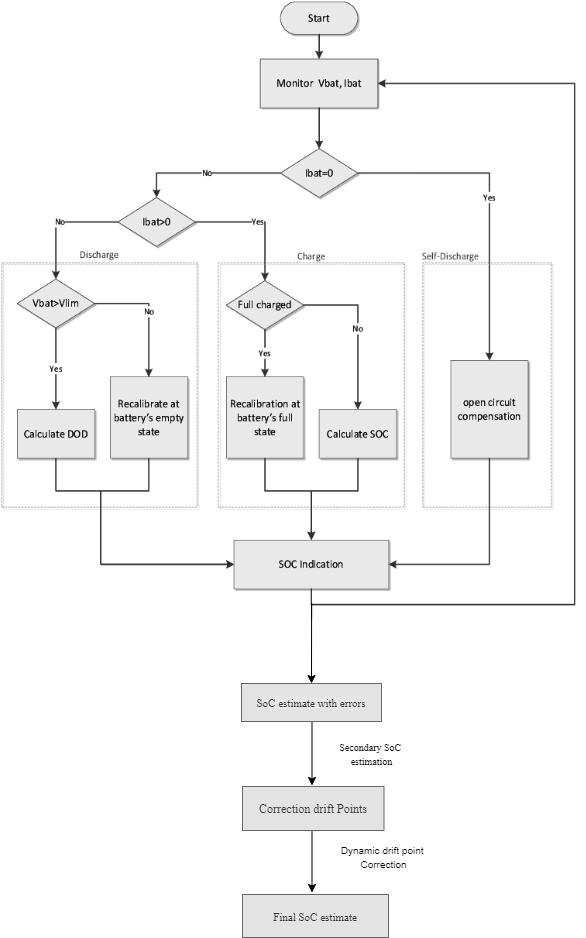 Start
Monitor Vbat, Ibat
Ibat=0
No
Yes
Ibat>0
No
Yes
Discharge
Charge
Self-Discharge
Vbat>Vlim
No
Yes
Full charged
No
Yes
Calculate DOD
Recalibrate at
battery's empty
state
Recalibration at
battery's full
state
Calculate SOC
open circuit
compensation
SOC Indication
SoC estimate with errors
Secondary SoC
estimation
Correction drift Points
Dynamic drift point
Correction
Final SoC estimate